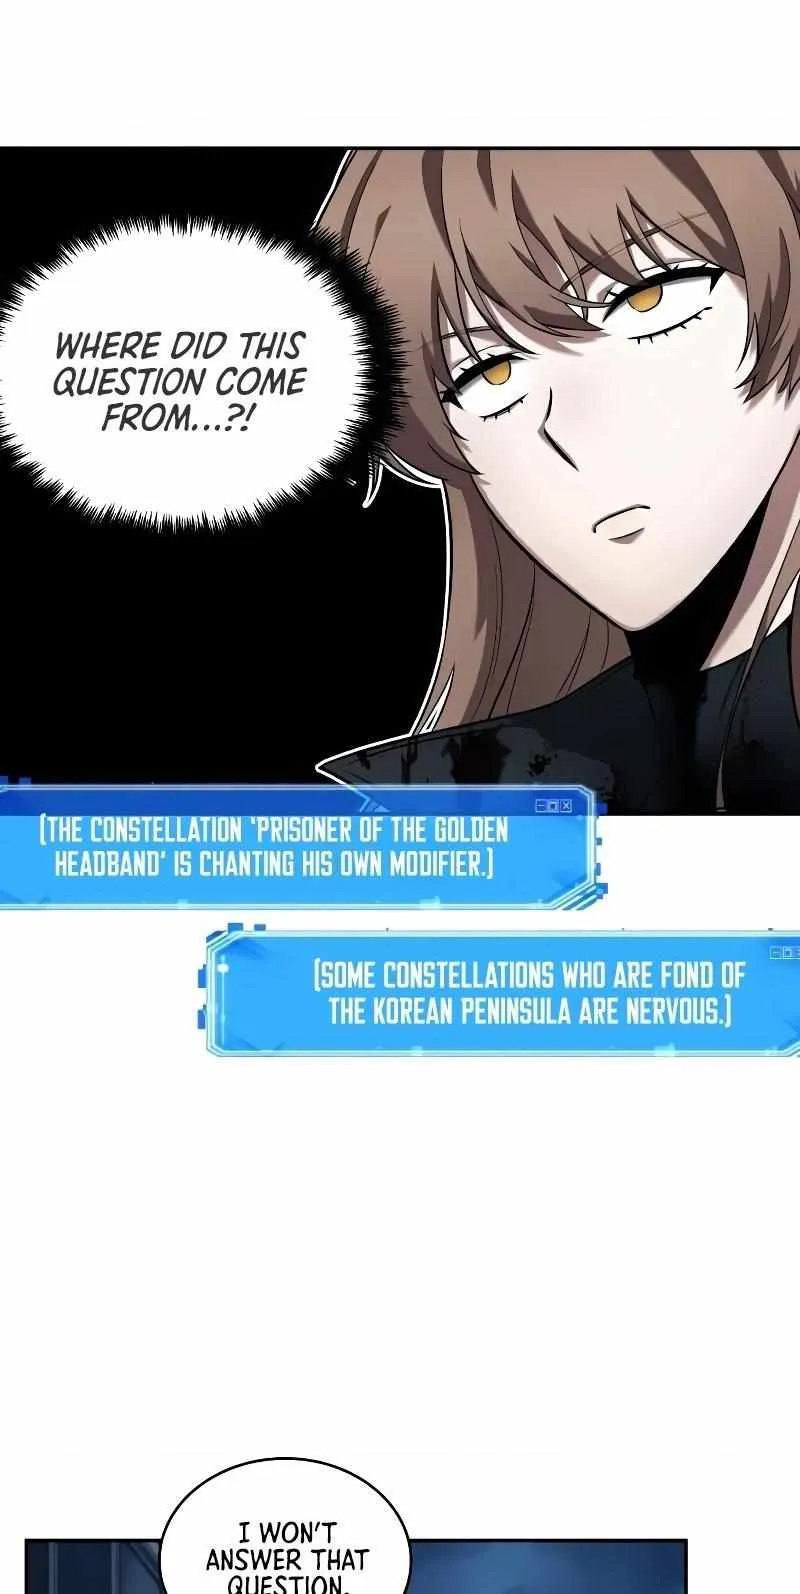 WHERE DID THIS
QUESTION COME
FROM...?!
[THE CONSTELLATION 'PRISONER OF THE GOLDEN
HEADBAND' IS CHANTING HIS OWN MODIFIER.]
[SOME CONSTELLATIONS WHO ARE FOND OF
THE KOREAN PENINSULA ARE NERVOUS.]
I WON'T
ANSWER THAT
QUESTION.